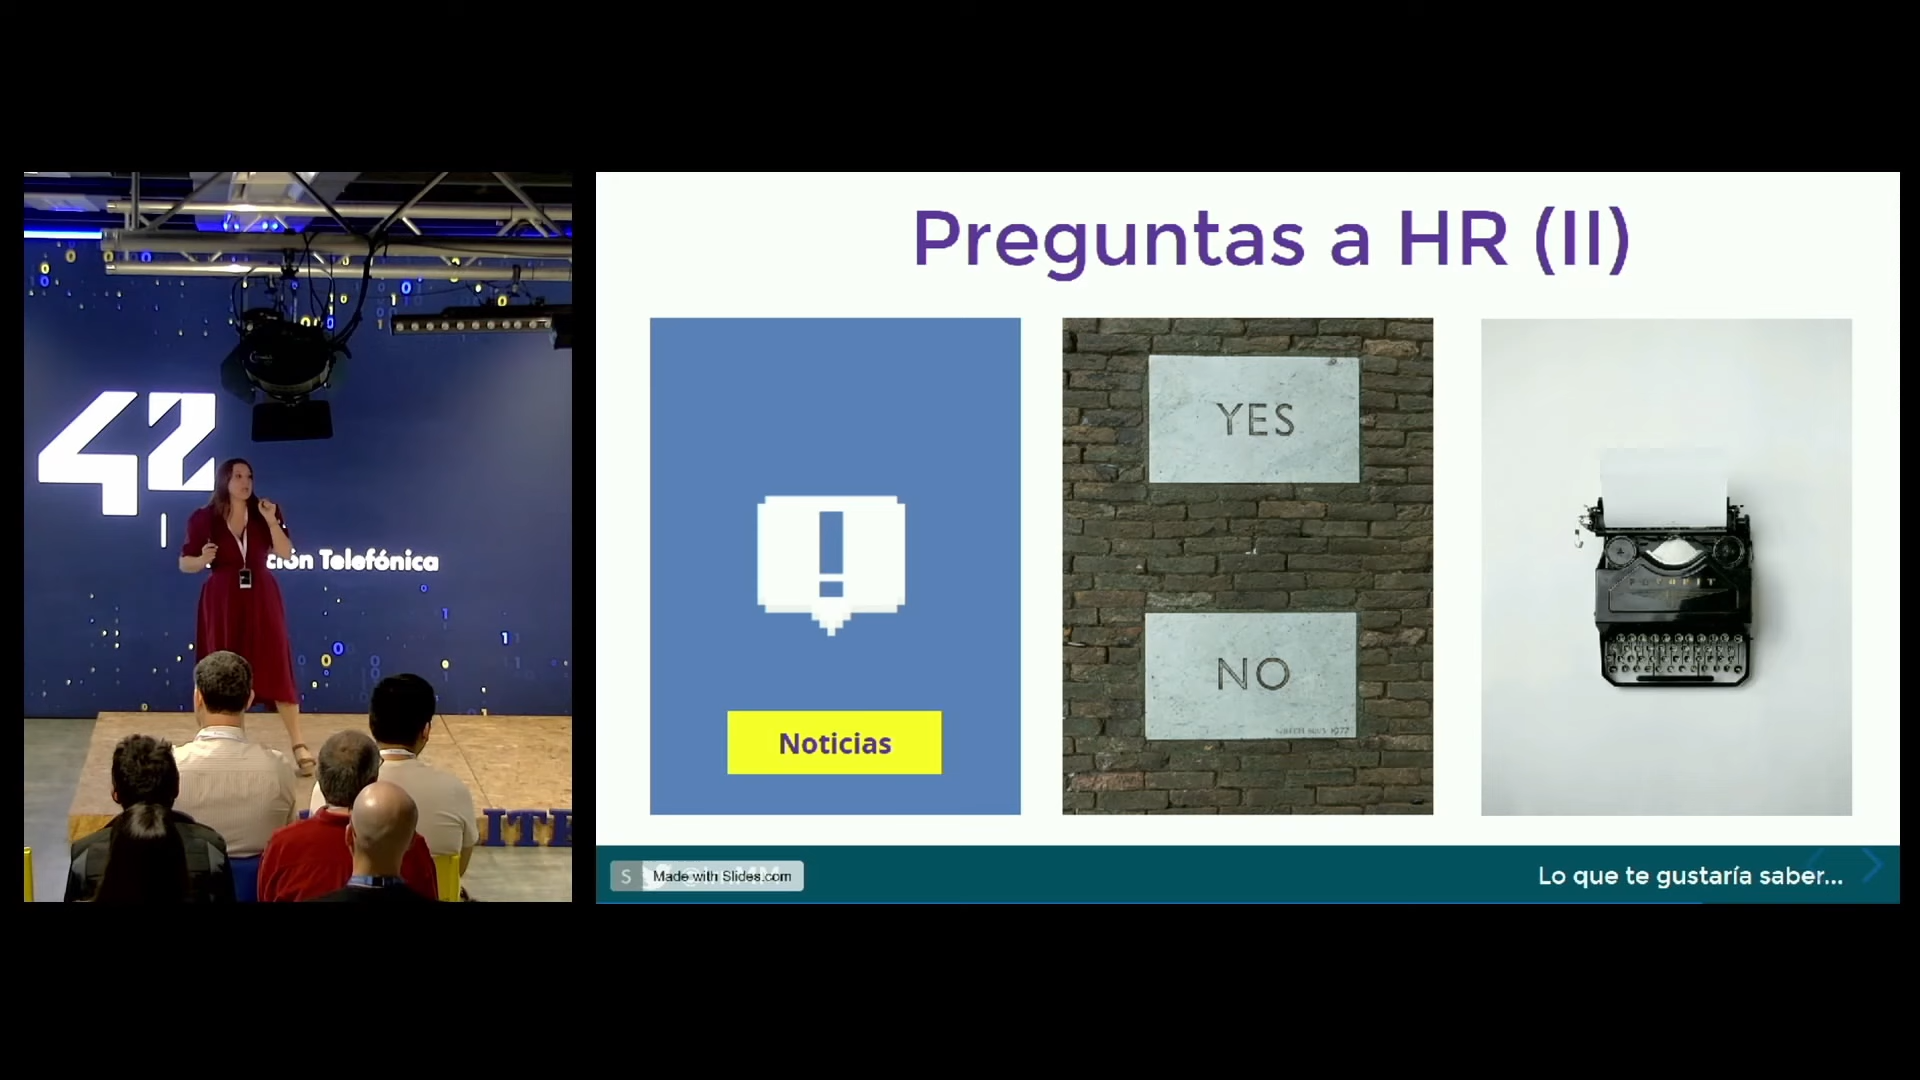 42
ción Telefónica
Preguntas a HR (II)
Noticias
YES
NO
S Made with Slides.com
Lo que te gustaría saber...